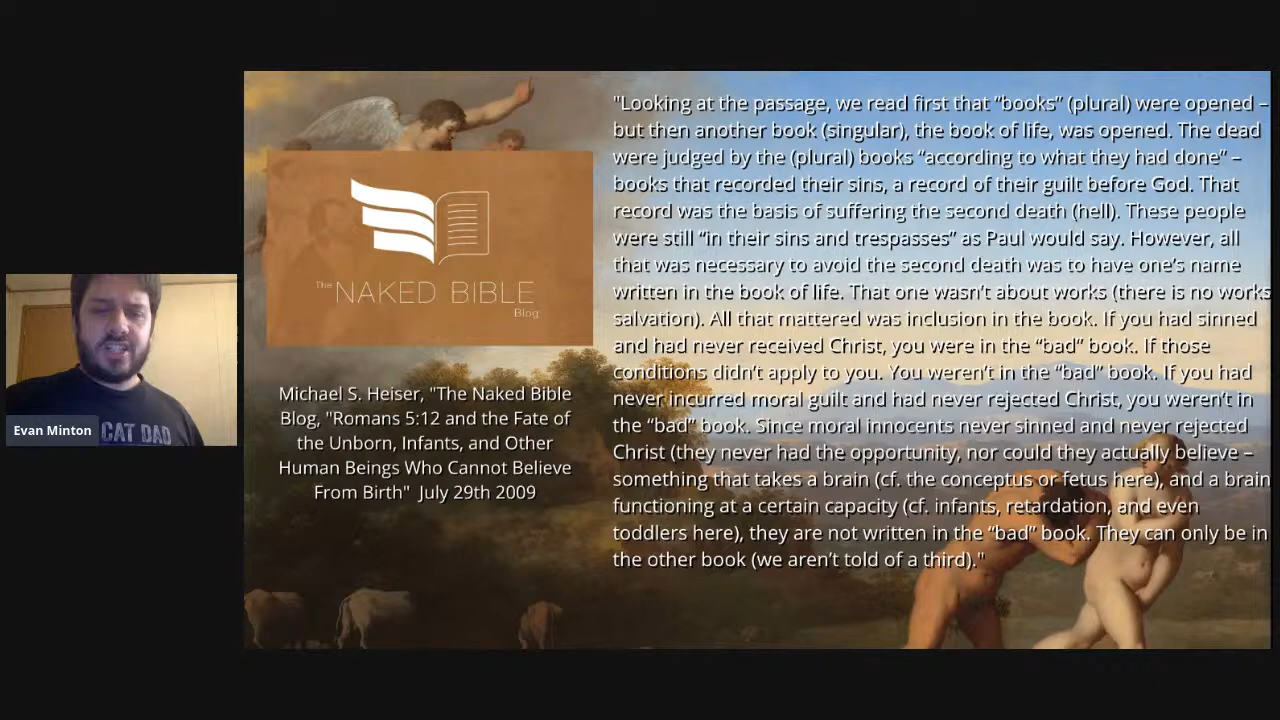 "Looking at the passage, we read first that “books” (plural) were opened –
but then another book (singular), the book of life, was opened. The dead
were judged by the (plural) books “according to what they had done” –
books that recorded their sins, a record of their guilt before God. That
record was the basis of suffering the second death (hell). These people
were still “in their sins and trespasses” as Paul would say. However, all
that was necessary to avoid the second death was to have one’s name
written in the book of life. That one wasn’t about works (there is no works
salvation). All that mattered was inclusion in the book. If you had sinned
and had never received Christ, you were in the “bad” book. If those
conditions didn’t apply to you. You weren’t in the “bad” book. If you had
never incurred moral guilt and had never rejected Christ, you weren’t in
the “bad” book. Since moral innocents never sinned and never rejected
Christ (they never had the opportunity, nor could they actually believe –
something that takes a brain (cf. the conceptus or fetus here), and a brain
functioning at a certain capacity (cf. infants, retardation, and even
toddlers here), they are not written in the “bad” book. They can only be in
the other book (we aren’t told of a third)."
The
NAKED BIBLE
Blog
Michael S. Heiser, "The Naked Bible
Blog, "Romans 5:12 and the Fate of
the Unborn, Infants, and Other
Human Beings Who Cannot Believe
From Birth"  July 29th 2009
Evan Minton
CAT DAD